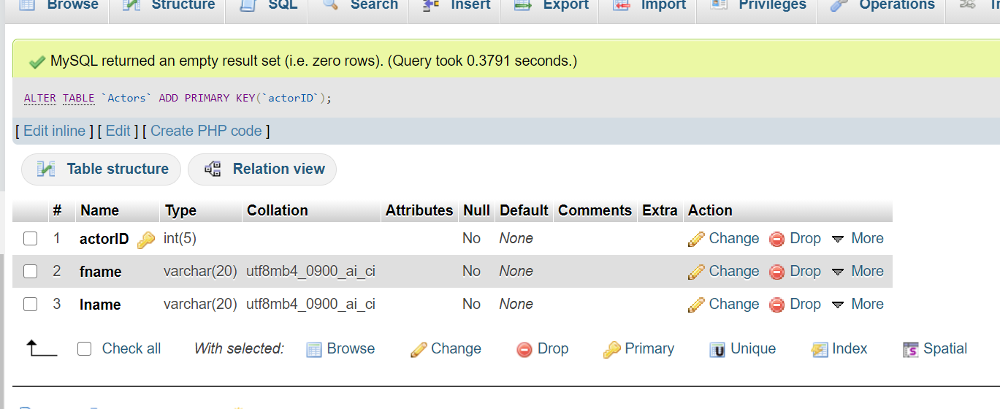 Browse Structure SQL Search Insert Export Import Privileges Operations
MySQL returned an empty result set (i.e. zero rows). (Query took 0.3791 seconds.)
ALTER TABLE `Actors` ADD PRIMARY KEY(`actorID`);
[ Edit inline ] [ Edit ] [ Create PHP code ]
Table structure Relation view
# Name Type Collation Attributes Null Default Comments Extra Action
1 actorID int(5) No None Change Drop More
2 fname varchar(20) utf8mb4_0900_ai_ci No None Change Drop More
3 lname varchar(20) utf8mb4_0900_ai_ci No None Change Drop More
Check all With selected: Browse Change Drop Primary Unique Index Spatial